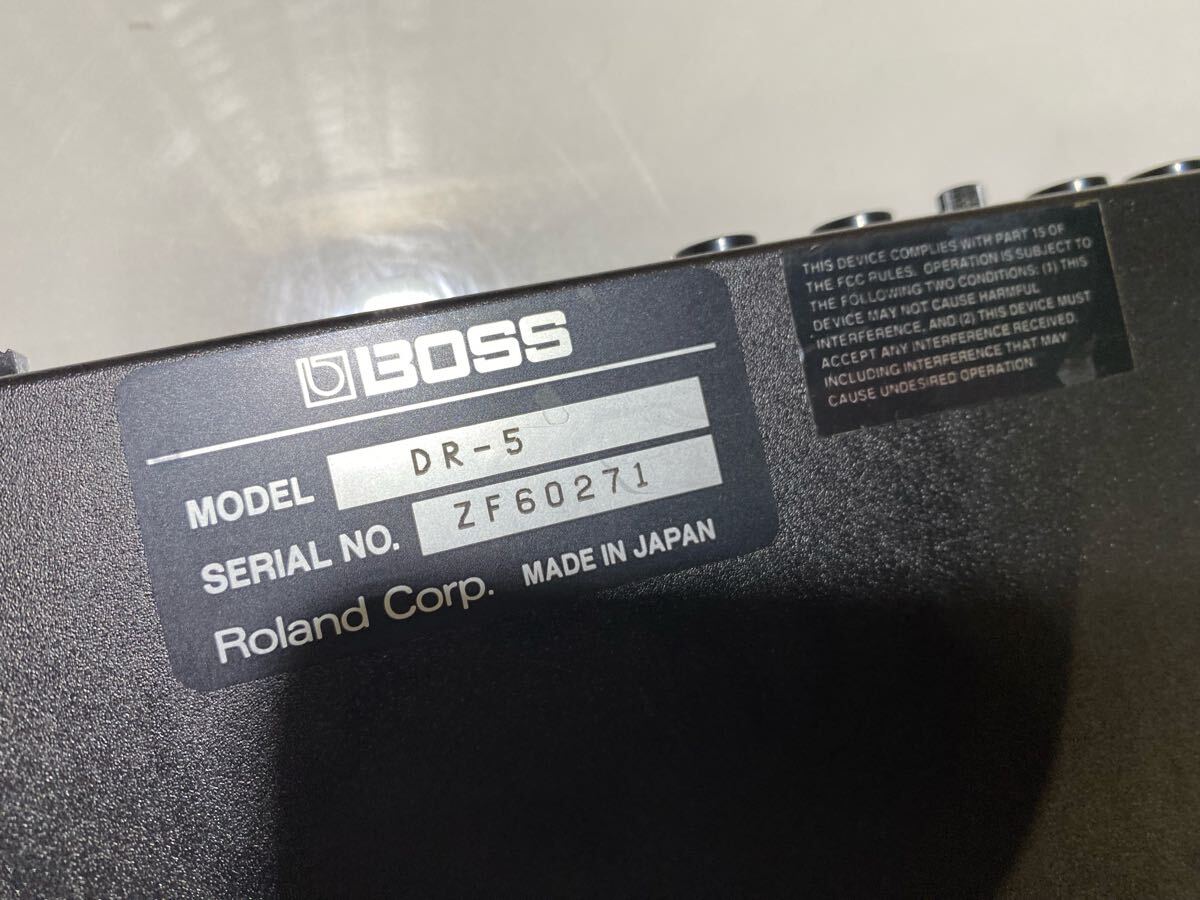 BOSS
MODEL DR-5
SERIAL NO. ZF60271
Roland Corp. MADE IN JAPAN
THIS DEVICE COMPLIES WITH PART 15 OF
THE FCC RULES. OPERATION IS SUBJECT TO
THE FOLLOWING TWO CONDITIONS: (1) THIS
DEVICE MAY NOT CAUSE HARMFUL
INTERFERENCE, AND (2) THIS DEVICE MUST
ACCEPT ANY INTERFERENCE RECEIVED,
INCLUDING INTERFERENCE THAT MAY
CAUSE UNDESIRED OPERATION.